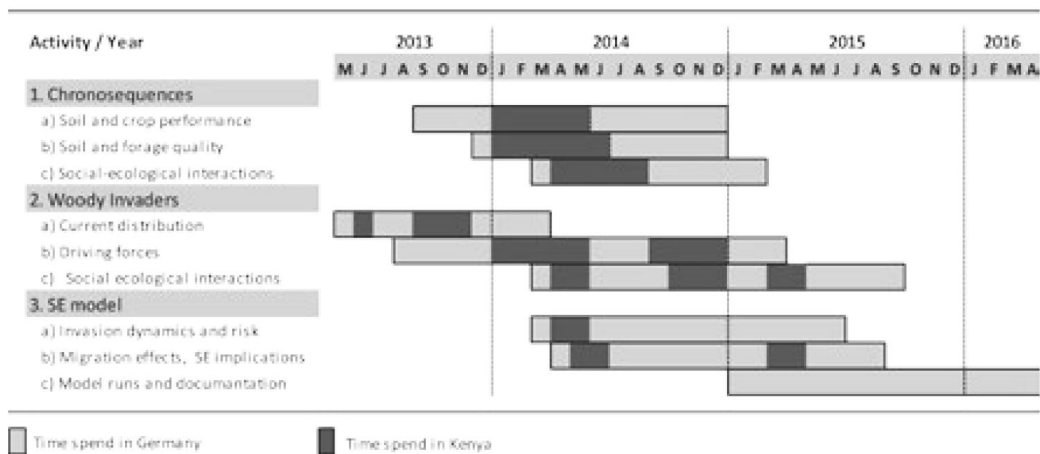 Activity / Year 2013 2014 2015 2016
M J J A S O N D J F M A M J J A S O N D J F M A M J J A S O N D J F M A
1. Chronosequences
a) Soil and crop performance
b) Soil and forage quality
c) Social-ecological interactions
2. Woody Invaders
a) Current distribution
b) Driving forces
c) Social ecological interactions
3. SE model
a) Invasion dynamics and risk
b) Migration effects, SE implications
c) Model runs and documantation
Time spend in Germany Time spend in Kenya